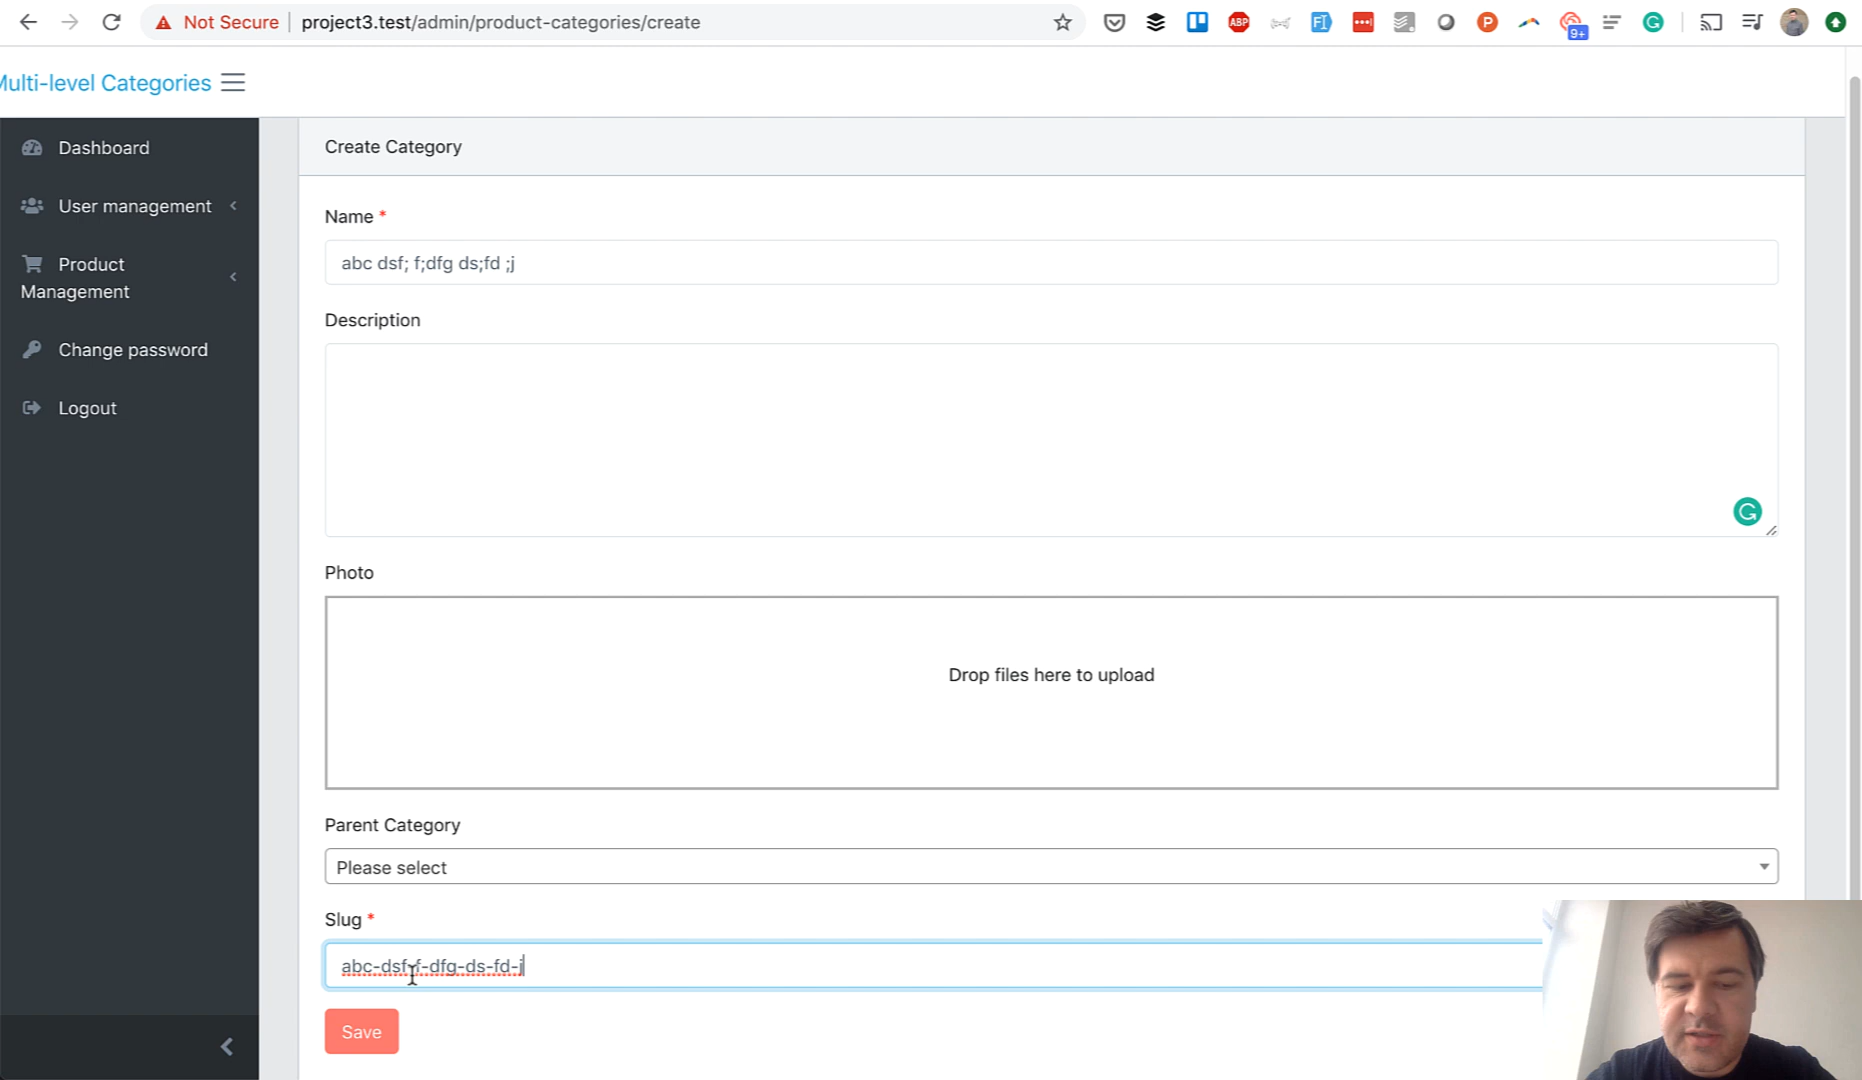 Not Secure project3.test/admin/product-categories/create
ABP
9+
Multi-level Categories
Dashboard
User management
Product
Management
Change password
Logout
Create Category
Name *
abc dsf; f;dfg ds;fd ;j
Description
Photo
Drop files here to upload
Parent Category
Please select
Slug *
abc-dsf-f-dfg-ds-fd-j
Save